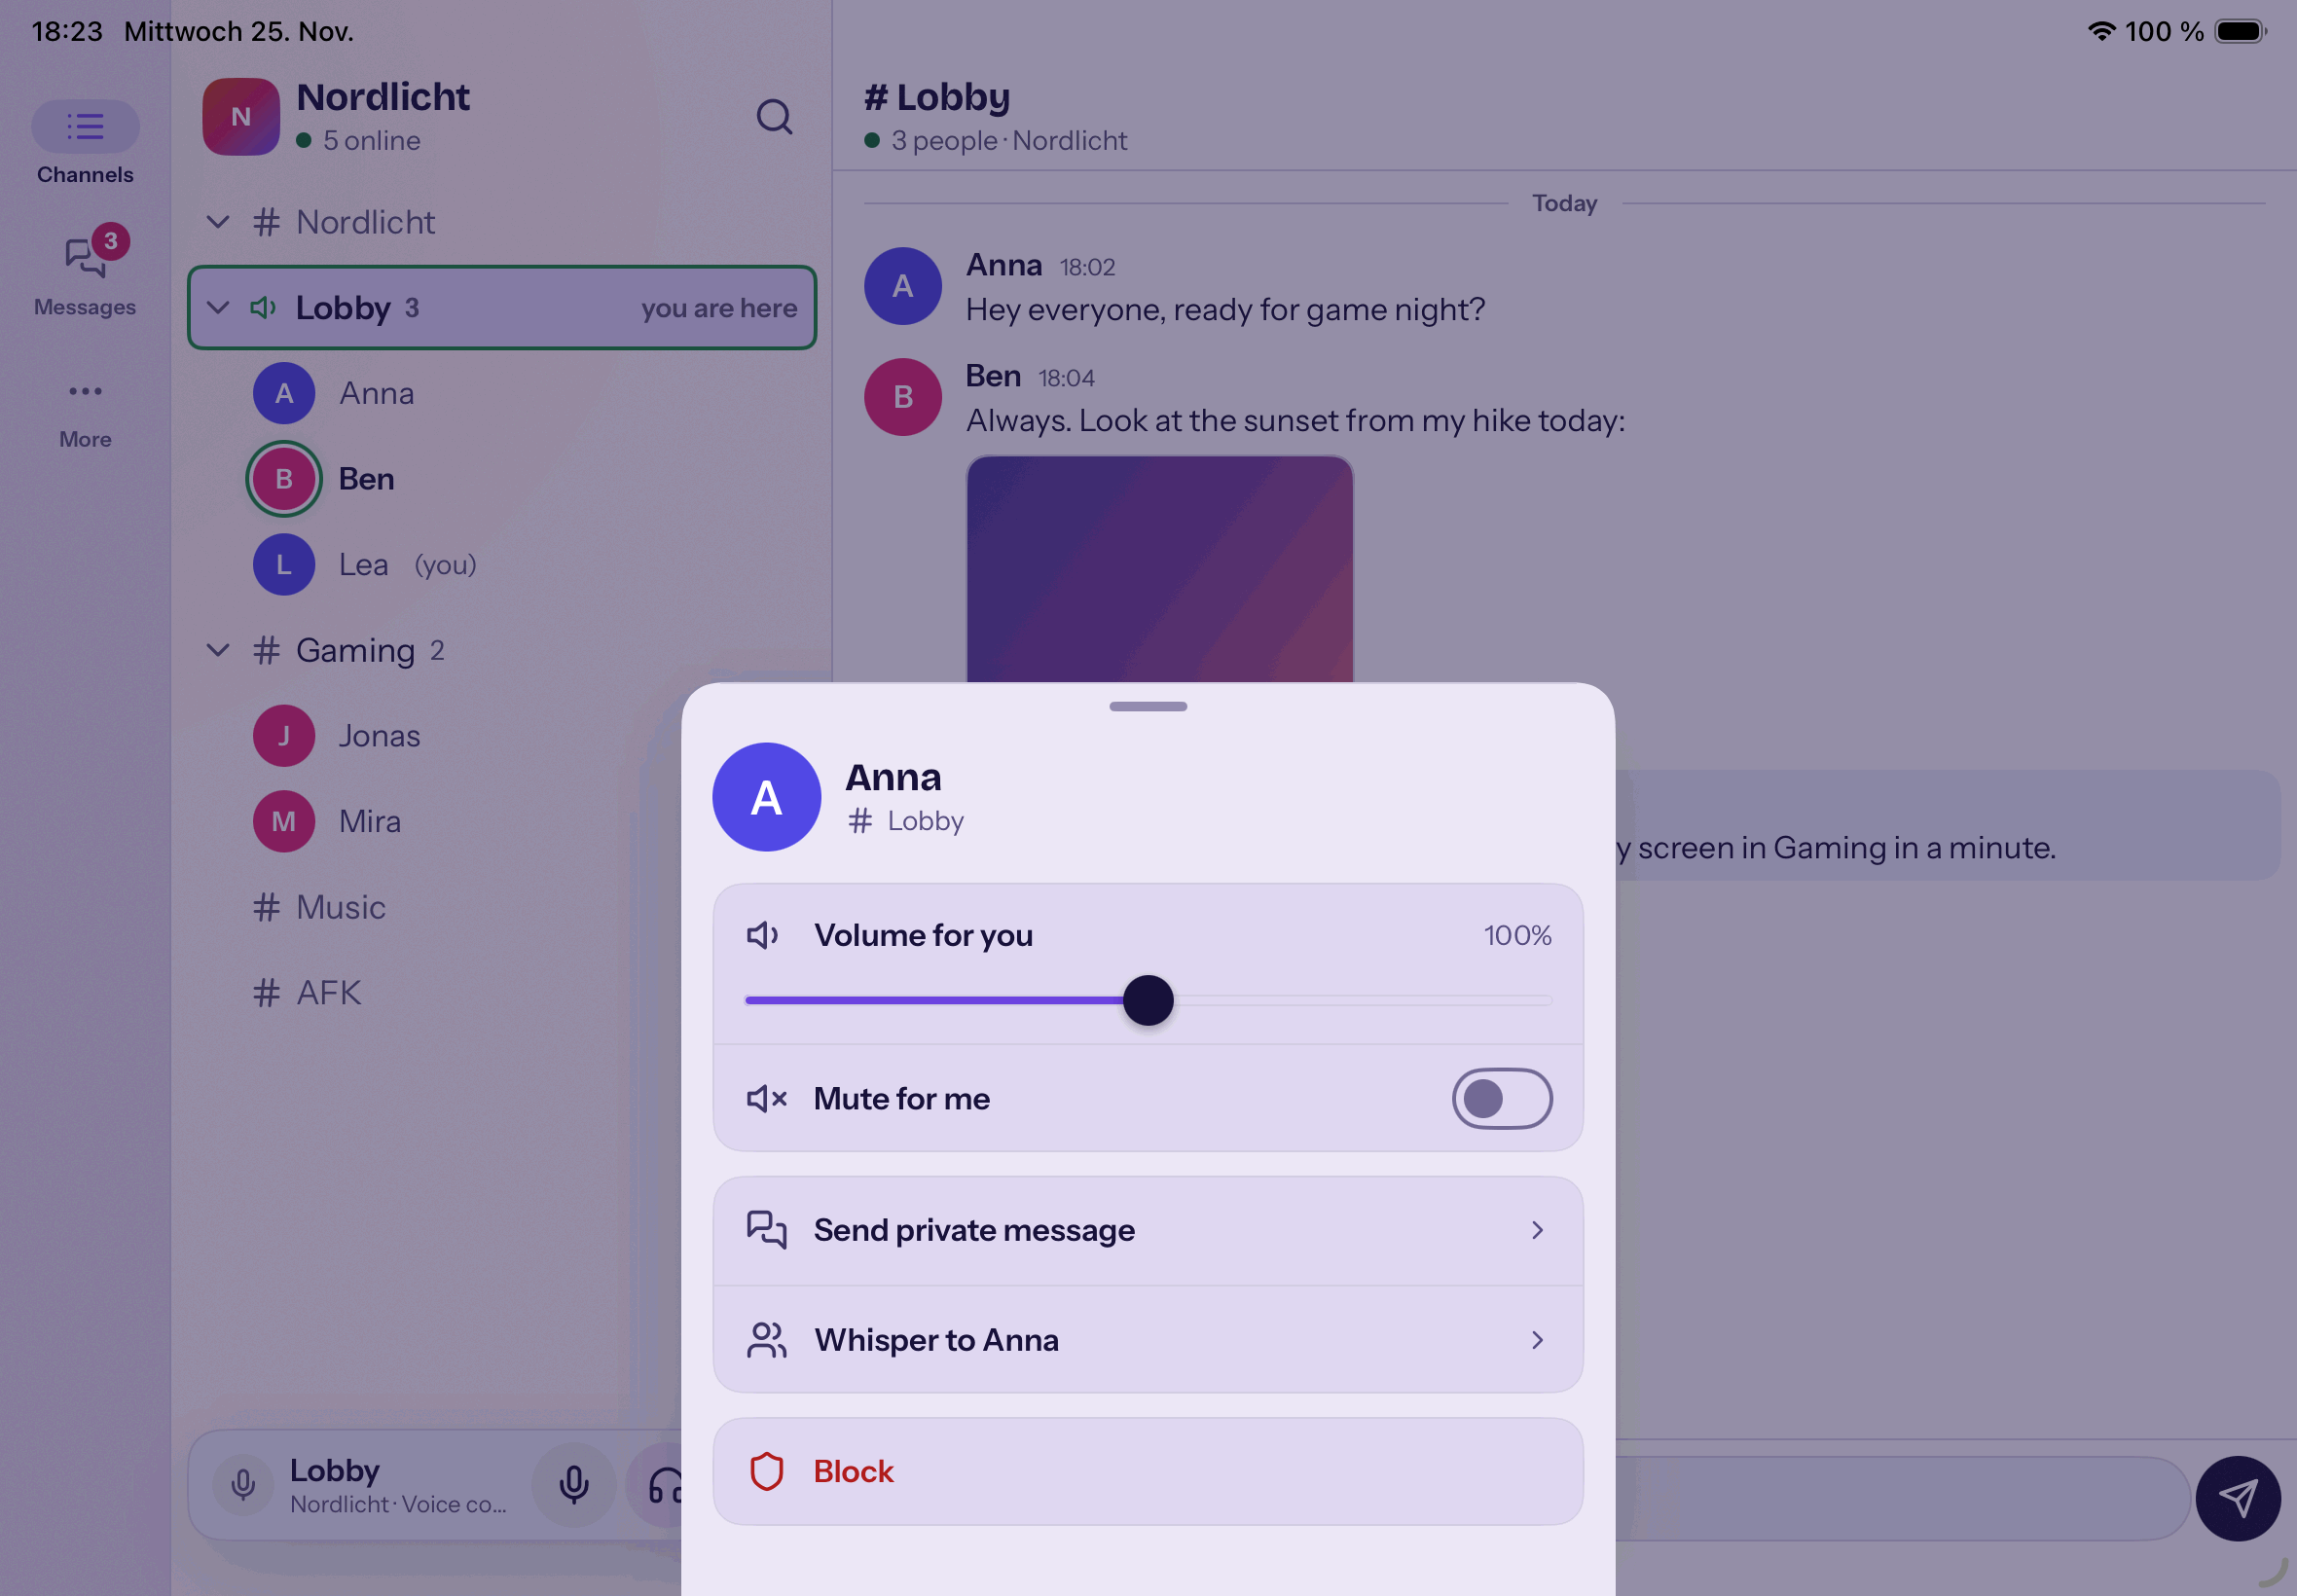 18:23 Mittwoch 25. Nov.
100 %
Channels
3
Messages
More
N
Nordlicht
5 online
# Nordlicht
Lobby 3 you are here
A Anna
B Ben
L Lea (you)
# Gaming 2
J Jonas
M Mira
# Music
# AFK
Lobby
Nordlicht · Voice co...
# Lobby
3 people · Nordlicht
Today
A
Anna 18:02
Hey everyone, ready for game night?
B
Ben 18:04
Always. Look at the sunset from my hike today:
screen in Gaming in a minute.
A
Anna
# Lobby
Volume for you 100%
Mute for me
Send private message
Whisper to Anna
Block